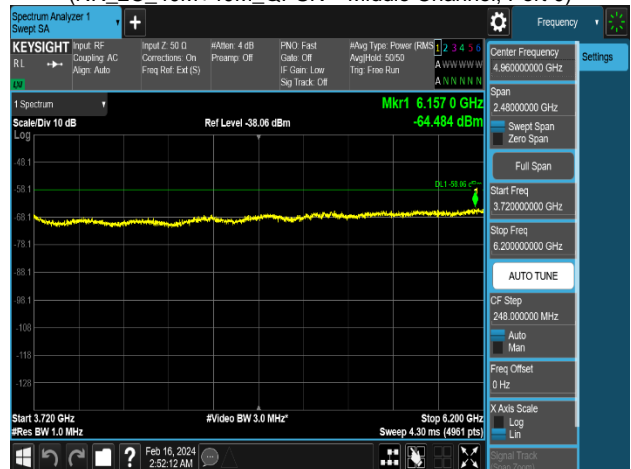 Spectrum Analyzer 1
Swept SA
+
Frequency
Settings
KEYSIGHT
RL
LV
Input: RF
Coupling: AC
Align: Auto
Input Z: 50 Ω
Corrections: On
Freq Ref: Ext (S)
#Atten: 4 dB
Preamp: Off
PNO: Fast
Gate: Off
IF Gain: Low
Sig Track: Off
#Avg Type: Power (RMS
Avg|Hold: 50/50
Trig: Free Run
1 2 3 4 5 6
A W W W W W
A N N N N N
1 Spectrum
Mkr1 6.157 0 GHz
-64.484 dBm
Scale/Div 10 dB
Ref Level -38.06 dBm
Log
-48.1
-58.1
-68.1
-78.1
-88.1
-98.1
-108
-118
-128
1
Start 3.720 GHz
#Video BW 3.0 MHz*
Stop 6.200 GHz
#Res BW 1.0 MHz
Sweep 4.30 ms (4961 pts)
Center Frequency
4.960000000 GHz
Span
2.48000000 GHz
Swept Span
Zero Span
Full Span
Start Freq
3.720000000 GHz
Stop Freq
6.200000000 GHz
AUTO TUNE
CF Step
248.000000 MHz
Auto
Man
Freq Offset
0 Hz
X Axis Scale
Log
Lin
Signal Track
(Span Zoom)
?
Feb 16, 2024
2:52:12 AM